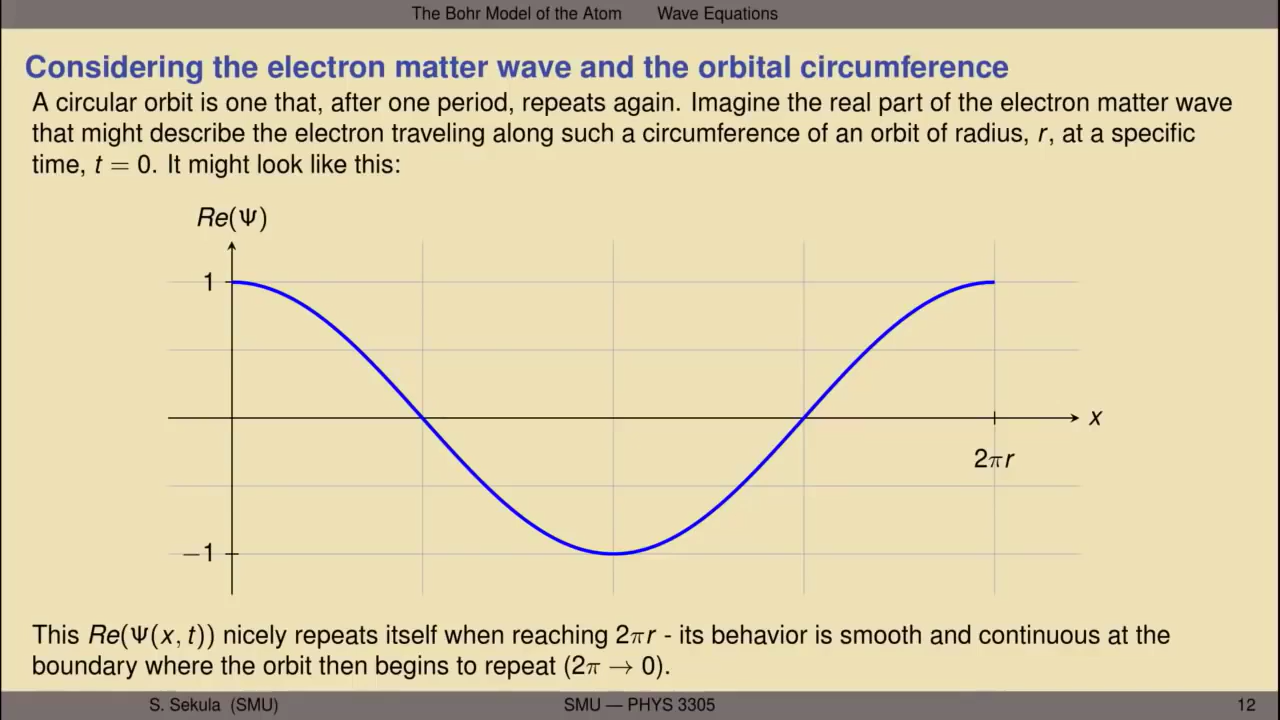 The Bohr Model of the Atom Wave Equations
Considering the electron matter wave and the orbital circumference
A circular orbit is one that, after one period, repeats again. Imagine the real part of the electron matter wave
that might describe the electron traveling along such a circumference of an orbit of radius, r, at a specific
time, t = 0. It might look like this:
Re(Ψ)
1
x
2πr
−1
This Re(Ψ(x, t)) nicely repeats itself when reaching 2πr - its behavior is smooth and continuous at the
boundary where the orbit then begins to repeat (2π → 0).
S. Sekula (SMU) SMU — PHYS 3305 12